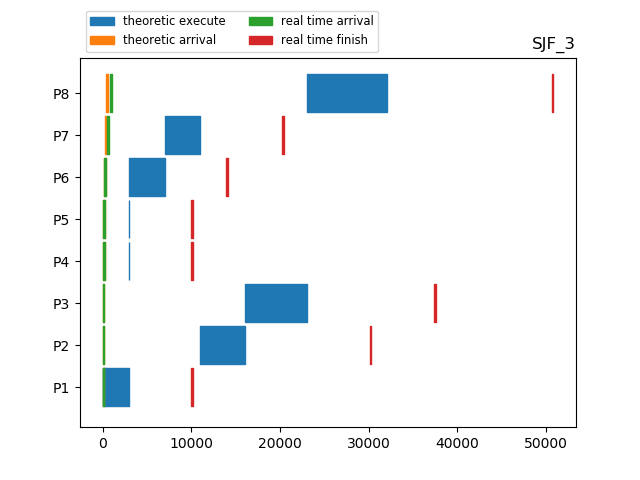 theoretic execute
theoretic arrival
real time arrival
real time finish
SJF_3
P8
P7
P6
P5
P4
P3
P2
P1
0 10000 20000 30000 40000 50000